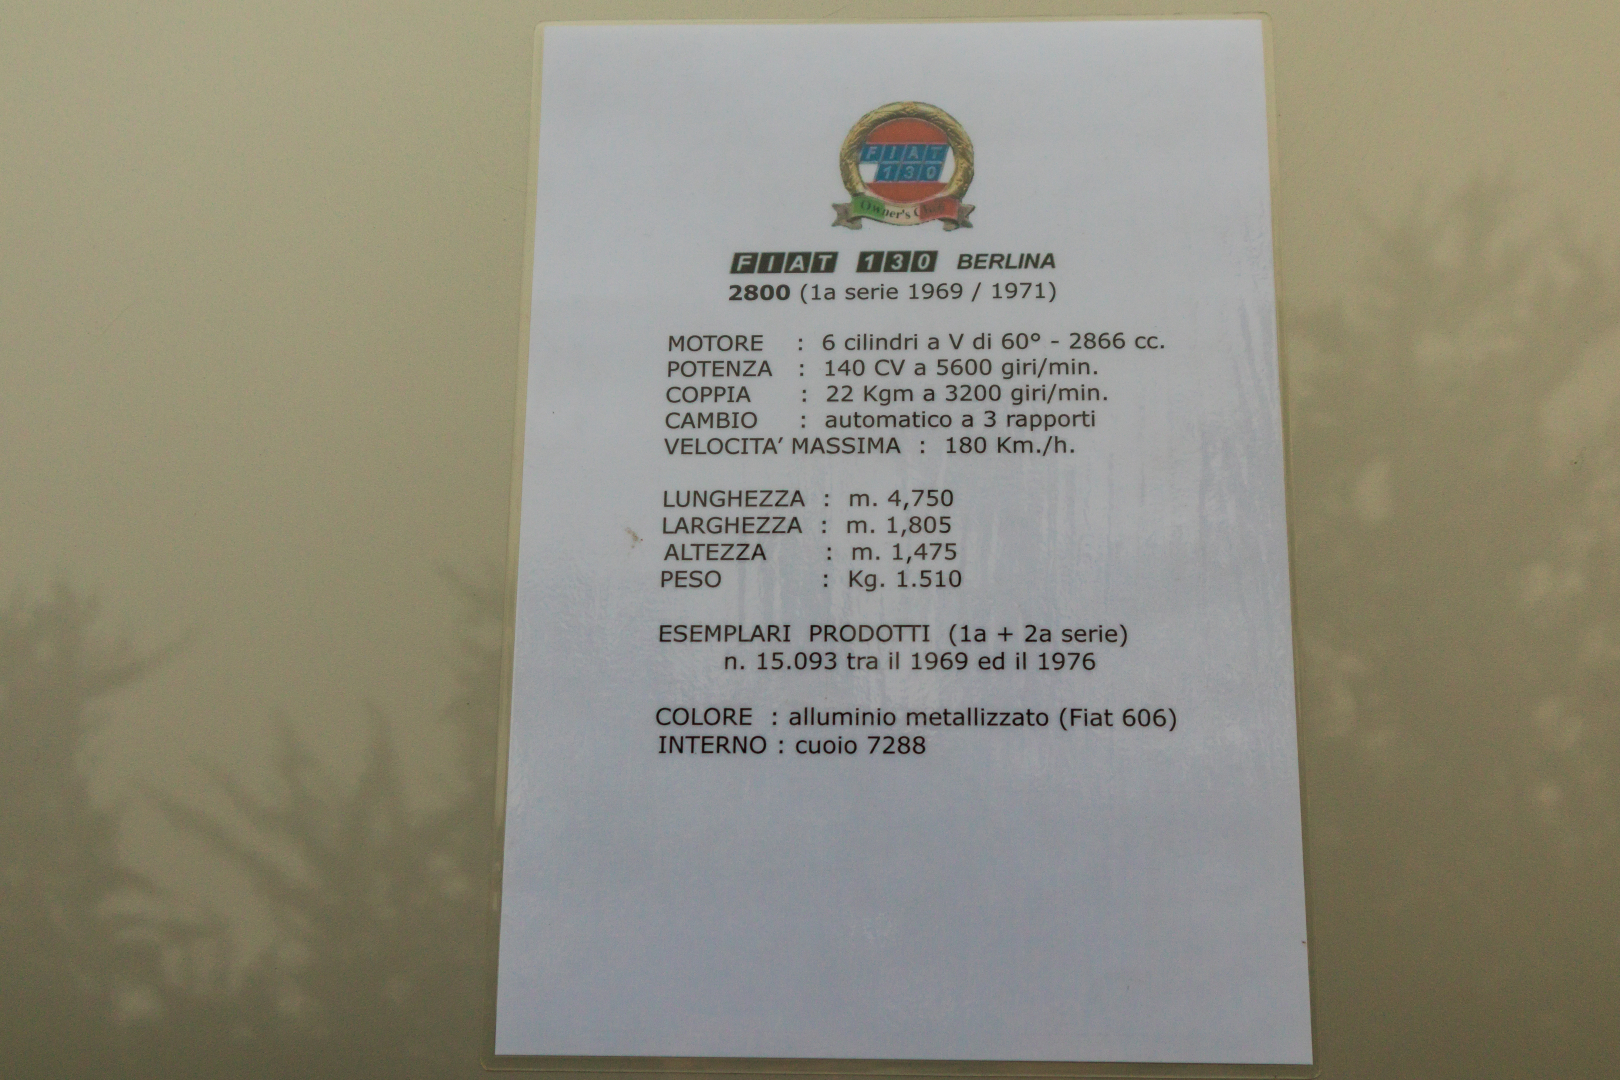 FIAT
130
Owner's Club
FIAT 130 BERLINA
2800 (1a serie 1969 / 1971)
MOTORE : 6 cilindri a V di 60° - 2866 cc.
POTENZA : 140 CV a 5600 giri/min.
COPPIA : 22 Kgm a 3200 giri/min.
CAMBIO : automatico a 3 rapporti
VELOCITA’ MASSIMA : 180 Km./h.
LUNGHEZZA : m. 4,750
LARGHEZZA : m. 1,805
ALTEZZA : m. 1,475
PESO : Kg. 1.510
ESEMPLARI PRODOTTI (1a + 2a serie)
n. 15.093 tra il 1969 ed il 1976
COLORE : alluminio metallizzato (Fiat 606)
INTERNO : cuoio 7288